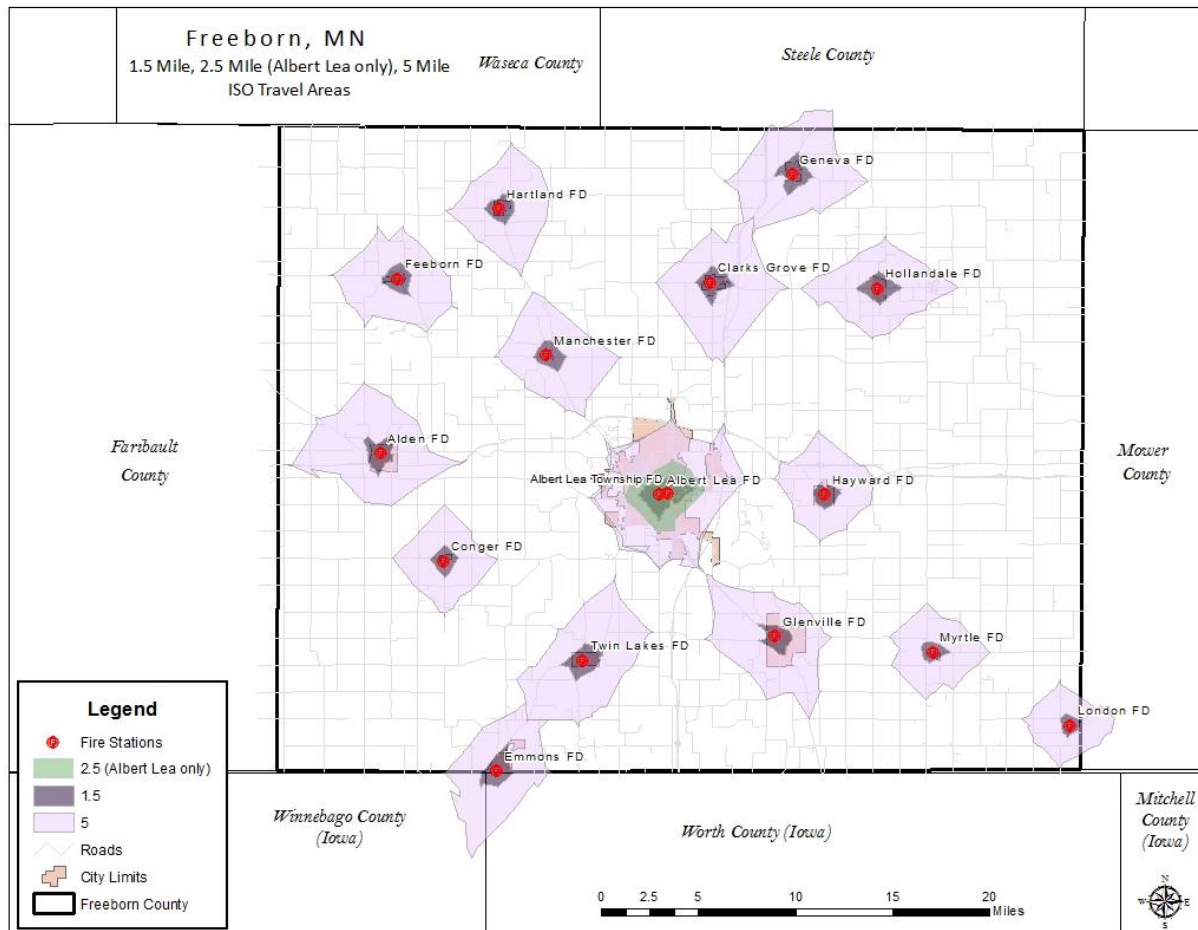 Freeborn, MN
1.5 Mile, 2.5 MIle (Albert Lea only), 5 Mile
ISO Travel Areas
Waseca County
Steele County
Geneva FD
Hartland FD
Feeborn FD
Clarks Grove FD
Hollandale FD
Manchester FD
Faribault
County
Alden FD
Mower
County
Albert Lea Township FD
Albert Lea FD
Hayward FD
Conger FD
Glenville FD
Twin Lakes FD
Myrtle FD
London FD
Emmons FD
Legend
Fire Stations
2.5 (Albert Lea only)
1.5
5
Roads
City Limits
Freeborn County
Winnebago County
(Iowa)
Worth County (Iowa)
Mitchell
County
(Iowa)
0 2.5 5 10 15 20
Miles
N
W E
S